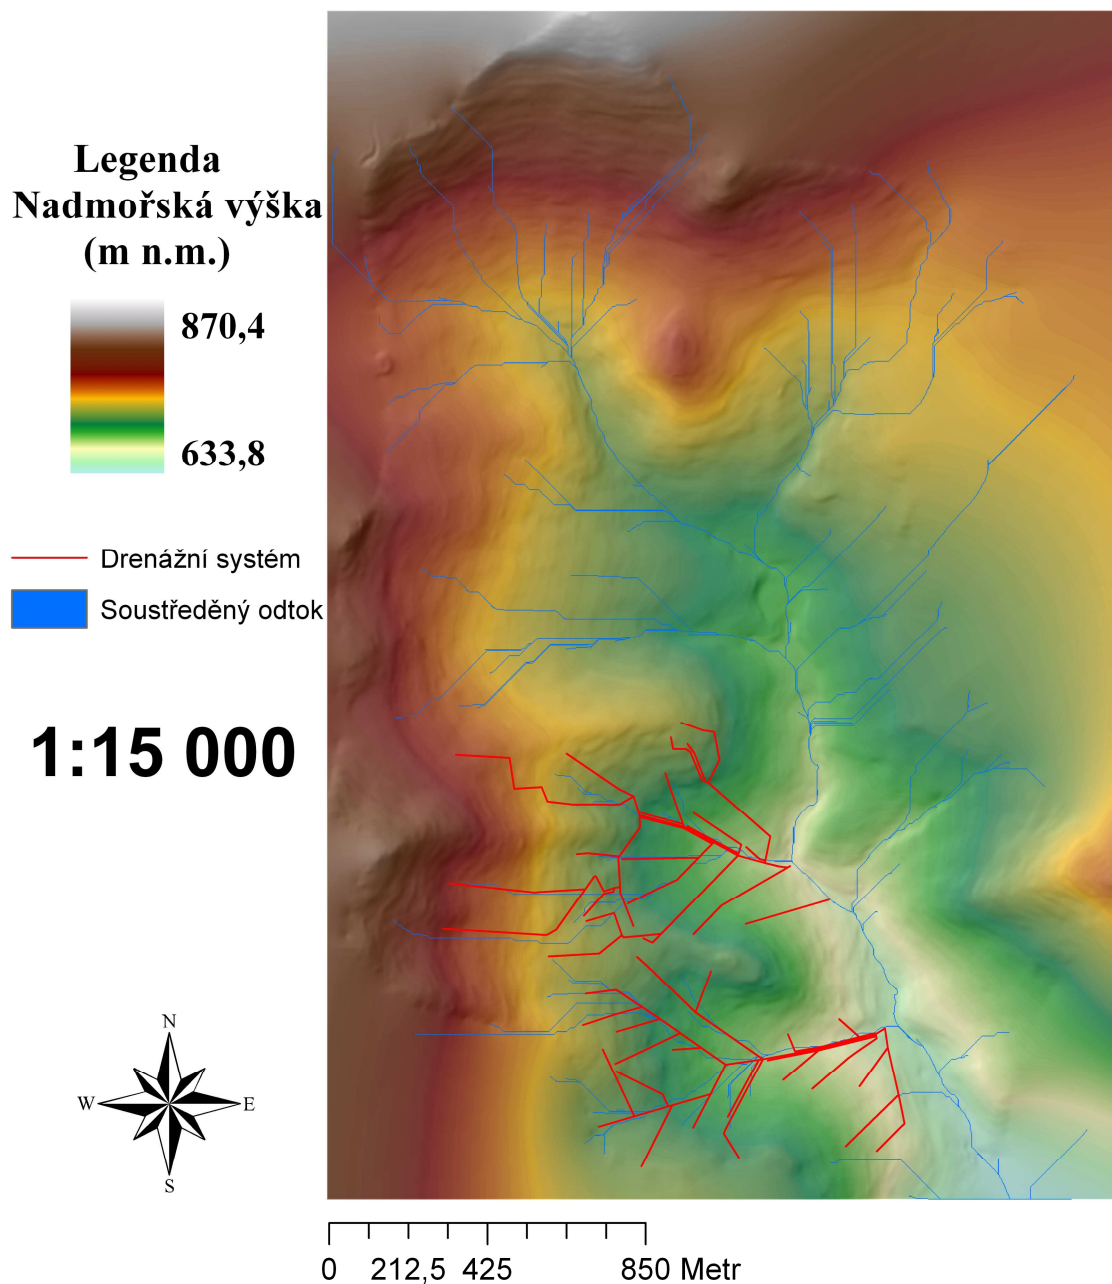 Legenda
Nadmořská výška
(m n.m.)
870,4
633,8
Drenážní systém
Soustředěný odtok
1:15 000
N
W E
S
0 212,5 425 850 Metr